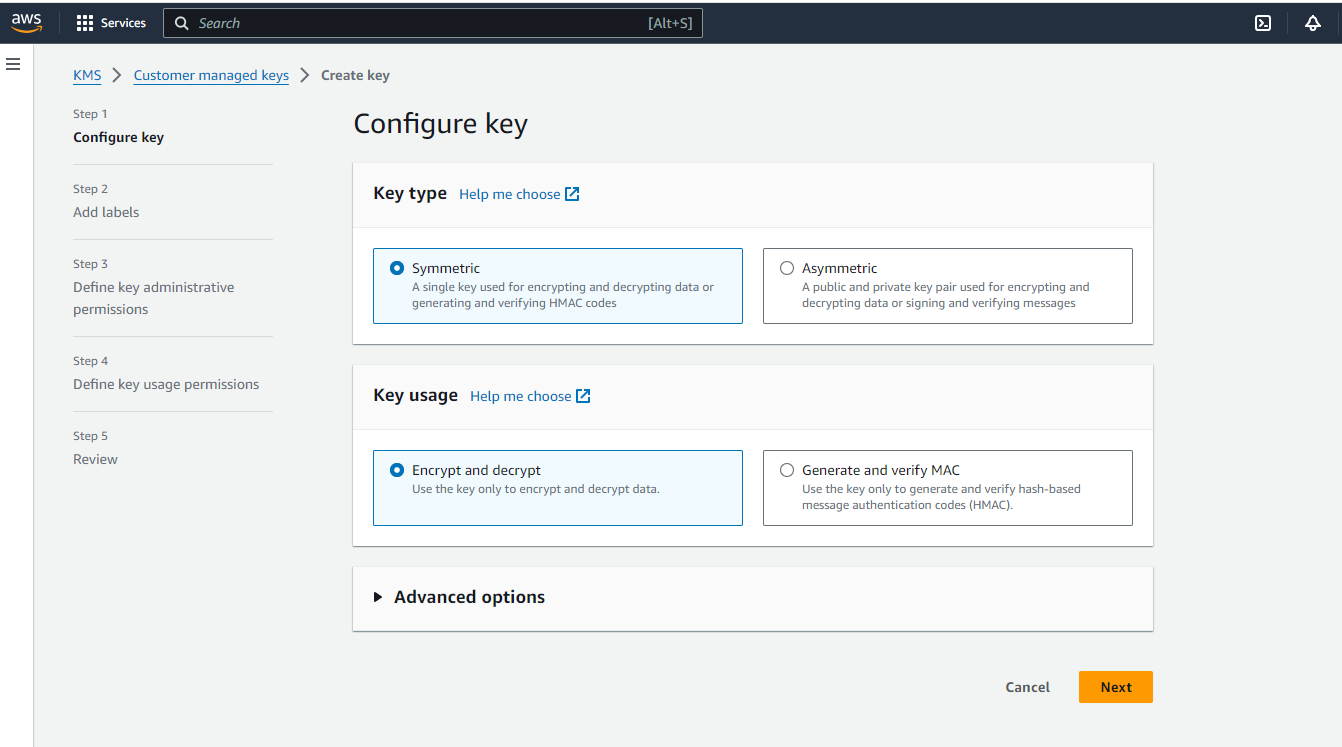 aws
Services
Search
[Alt+S]
KMS
Customer managed keys
Create key
Step 1
Configure key
Step 2
Add labels
Step 3
Define key administrative
permissions
Step 4
Define key usage permissions
Step 5
Review
Configure key
Key type
Help me choose
Symmetric
A single key used for encrypting and decrypting data or
generating and verifying HMAC codes
Asymmetric
A public and private key pair used for encrypting and
decrypting data or signing and verifying messages
Key usage
Help me choose
Encrypt and decrypt
Use the key only to encrypt and decrypt data.
Generate and verify MAC
Use the key only to generate and verify hash-based
message authentication codes (HMAC).
Advanced options
Cancel
Next